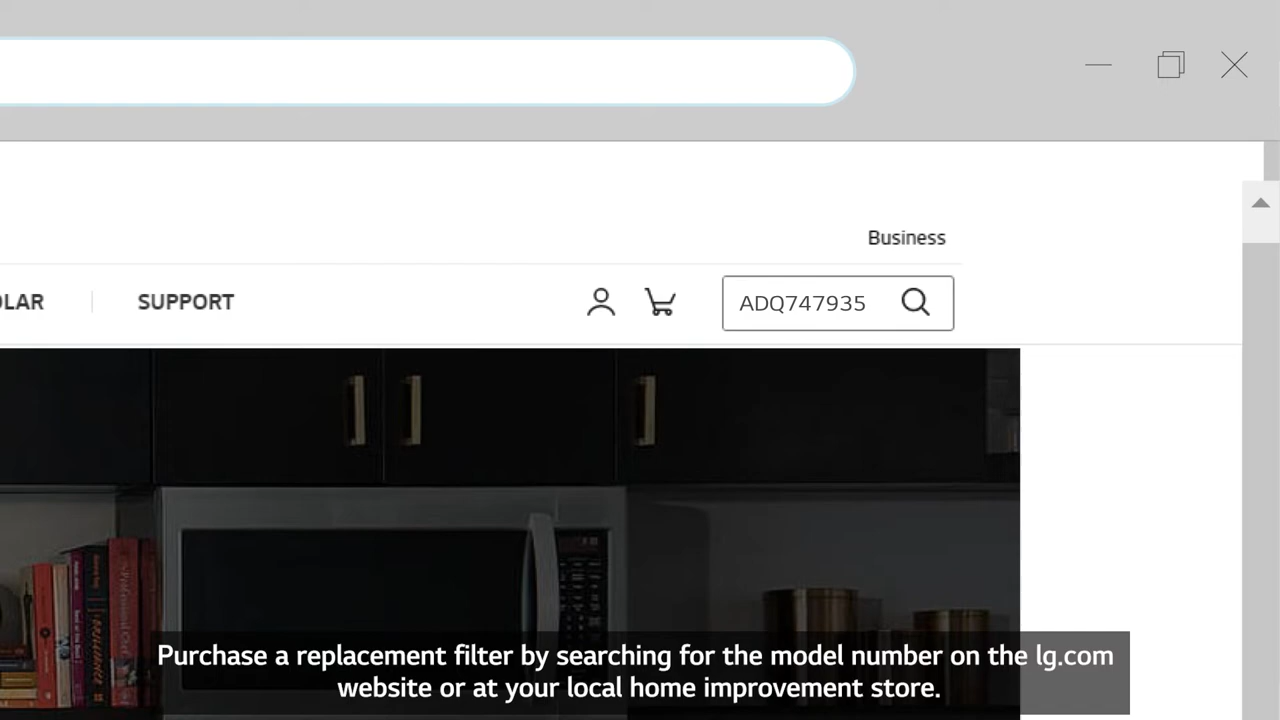 Business
OLAR
SUPPORT
ADQ747935
Purchase a replacement filter by searching for the model number on the lg.com
website or at your local home improvement store.